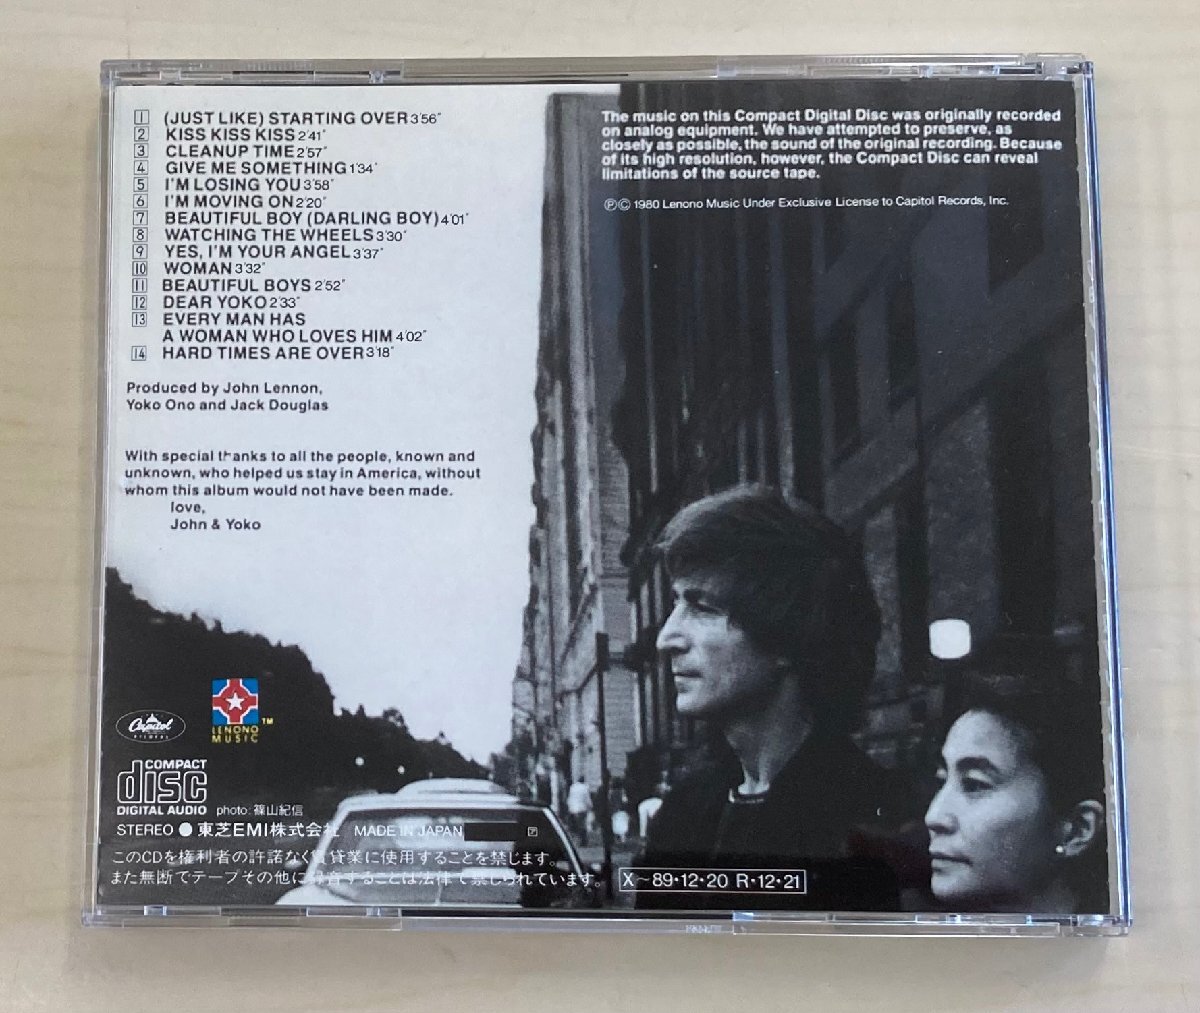 1 (JUST LIKE) STARTING OVER 3'56"
2 KISS KISS KISS 2'41"
3 CLEANUP TIME 2'57"
4 GIVE ME SOMETHING 1'34"
5 I'M LOSING YOU 3'58"
6 I'M MOVING ON 2'20"
7 BEAUTIFUL BOY (DARLING BOY) 4'01"
8 WATCHING THE WHEELS 3'30"
9 YES, I'M YOUR ANGEL 3'37"
10 WOMAN 3'32"
11 BEAUTIFUL BOYS 2'52"
12 DEAR YOKO 2'33"
13 EVERY MAN HAS
A WOMAN WHO LOVES HIM 4'02"
14 HARD TIMES ARE OVER 3'18"
Produced by John Lennon,
Yoko Ono and Jack Douglas
With special thanks to all the people, known and
unknown, who helped us stay in America, without
whom this album would not have been made.
love,
John & Yoko
The music on this Compact Digital Disc was originally recorded
on analog equipment. We have attempted to preserve, as
closely as possible, the sound of the original recording. Because
of its high resolution, however, the Compact Disc can reveal
limitations of the source tape.
℗© 1980 Lenono Music Under Exclusive License to Capitol Records, Inc.
Capitol
RECORDS
LENONO
MUSIC
TM
COMPACT
disc
DIGITAL AUDIO
photo: 篠山紀信
STEREO ● 東芝EMI株式会社 MADE IN JAPAN
このCDを権利者の許諾なく賃貸業に使用することを禁じます。
また無断でテープその他に録音することは法律で禁じられています。
X〜89・12・20 R・12・21